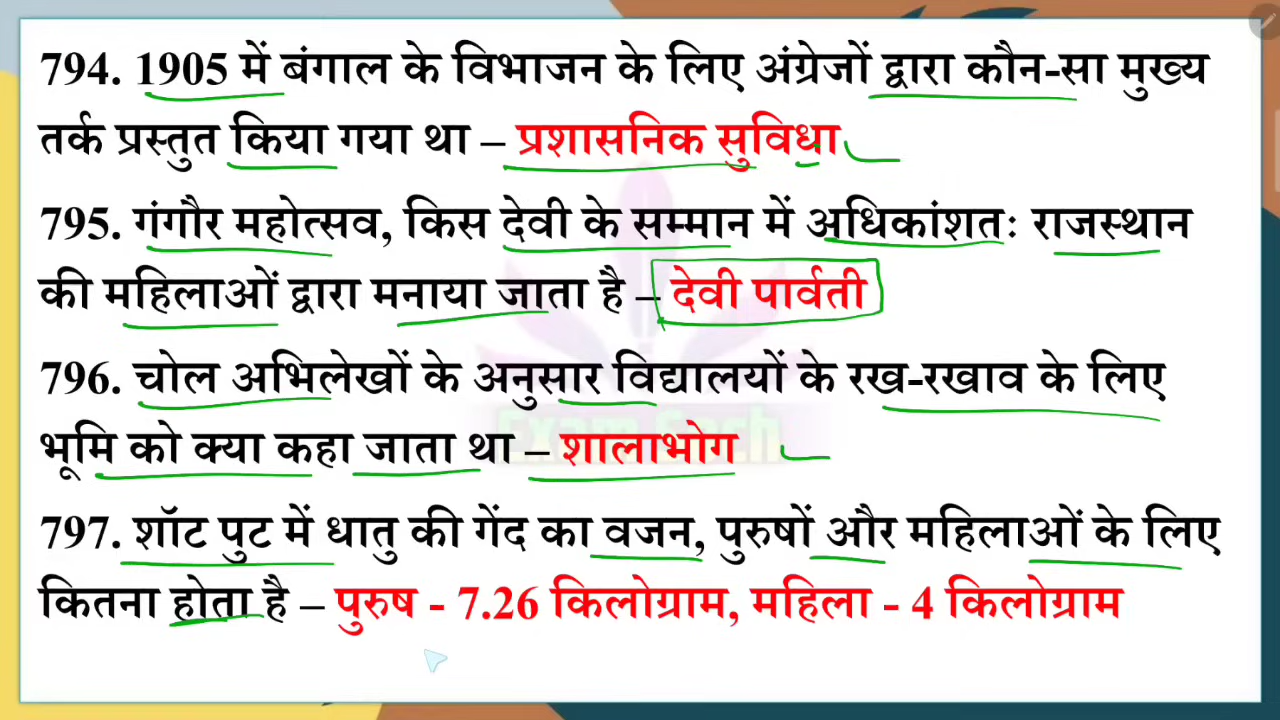 794. 1905 में बंगाल के विभाजन के लिए अंग्रेजों द्वारा कौन-सा मुख्य
तर्क प्रस्तुत किया गया था – प्रशासनिक सुविधा
795. गंगौर महोत्सव, किस देवी के सम्मान में अधिकांशतः राजस्थान
की महिलाओं द्वारा मनाया जाता है – देवी पार्वती
796. चोल अभिलेखों के अनुसार विद्यालयों के रख-रखाव के लिए
भूमि को क्या कहा जाता था – शालाभोग
797. शॉट पुट में धातु की गेंद का वजन, पुरुषों और महिलाओं के लिए
कितना होता है – पुरुष - 7.26 किलोग्राम, महिला - 4 किलोग्राम